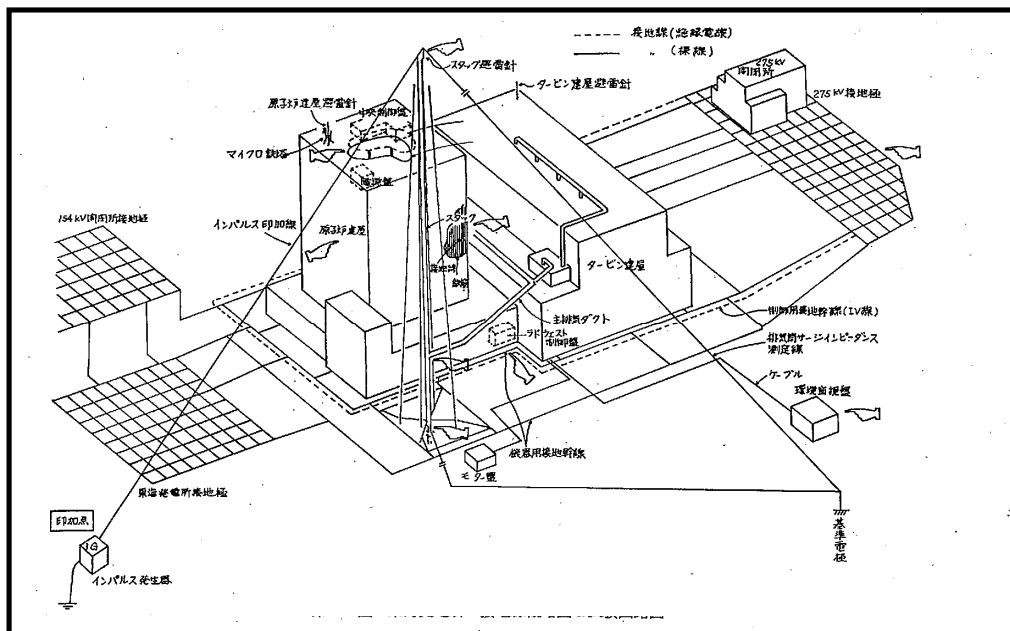 接地線(絶縁電線)
〃 (裸線)
スタック避雷針
275kV
開閉所
275kV接地極
タービン建屋避雷針
原子炉建屋避雷針
中央制御盤
マイクロ鉄塔
154kV開閉所接地極
インパルス印加線
原子炉建屋
スタック
接地線
鉄筋
タービン建屋
制御用接地幹線(IV線)
主排気ダクト
ラドウェスト
制御盤
排気筒サージインピーダンス
測定線
ケーブル
環境監視盤
機器用接地幹線
モニター盤
東海発電所接地極
印加点
IG
インパルス発生器
基準電極